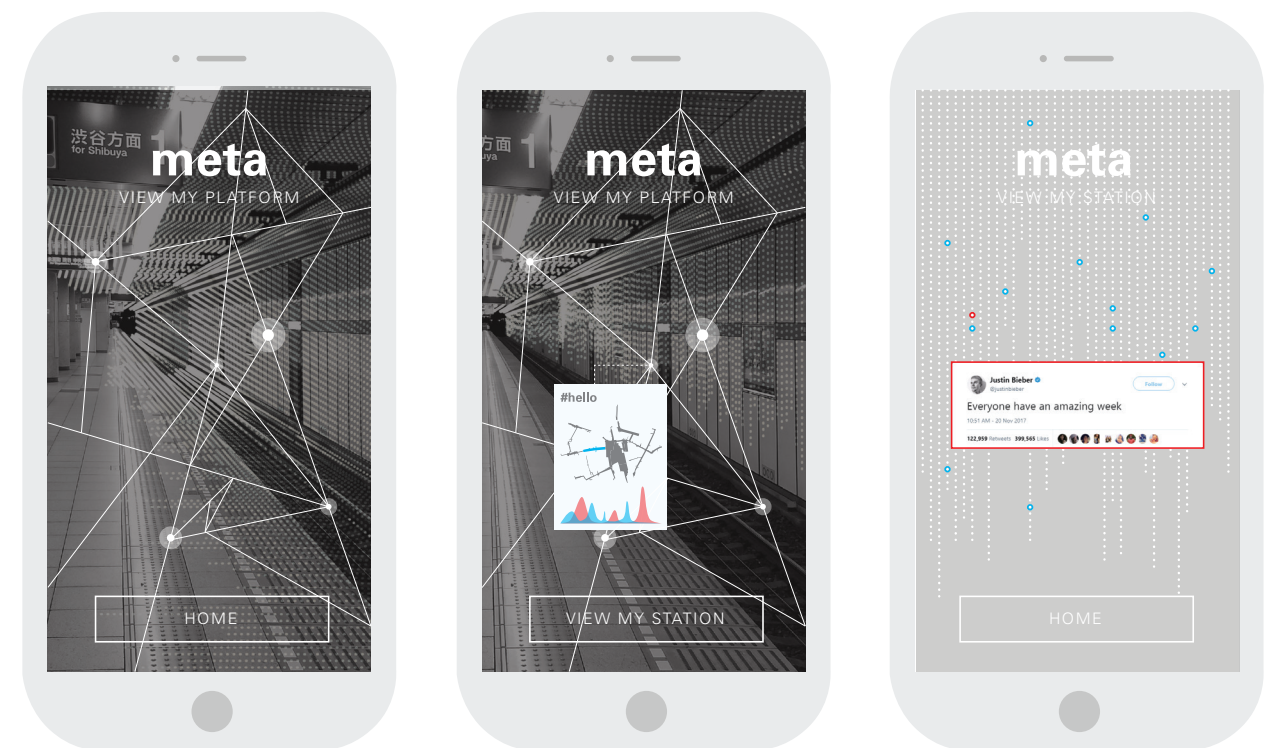 渋谷方面 1
for Shibuya
meta
VIEW MY PLATFORM
HOME
uya 1
meta
VIEW MY PLATFORM
#hello
VIEW MY STATION
meta
VIEW MY STATION
Justin Bieber
@justinbieber
Follow
Everyone have an amazing week
10:51 AM - 20 Nov 2017
122,959 Retweets 399,565 Likes
HOME